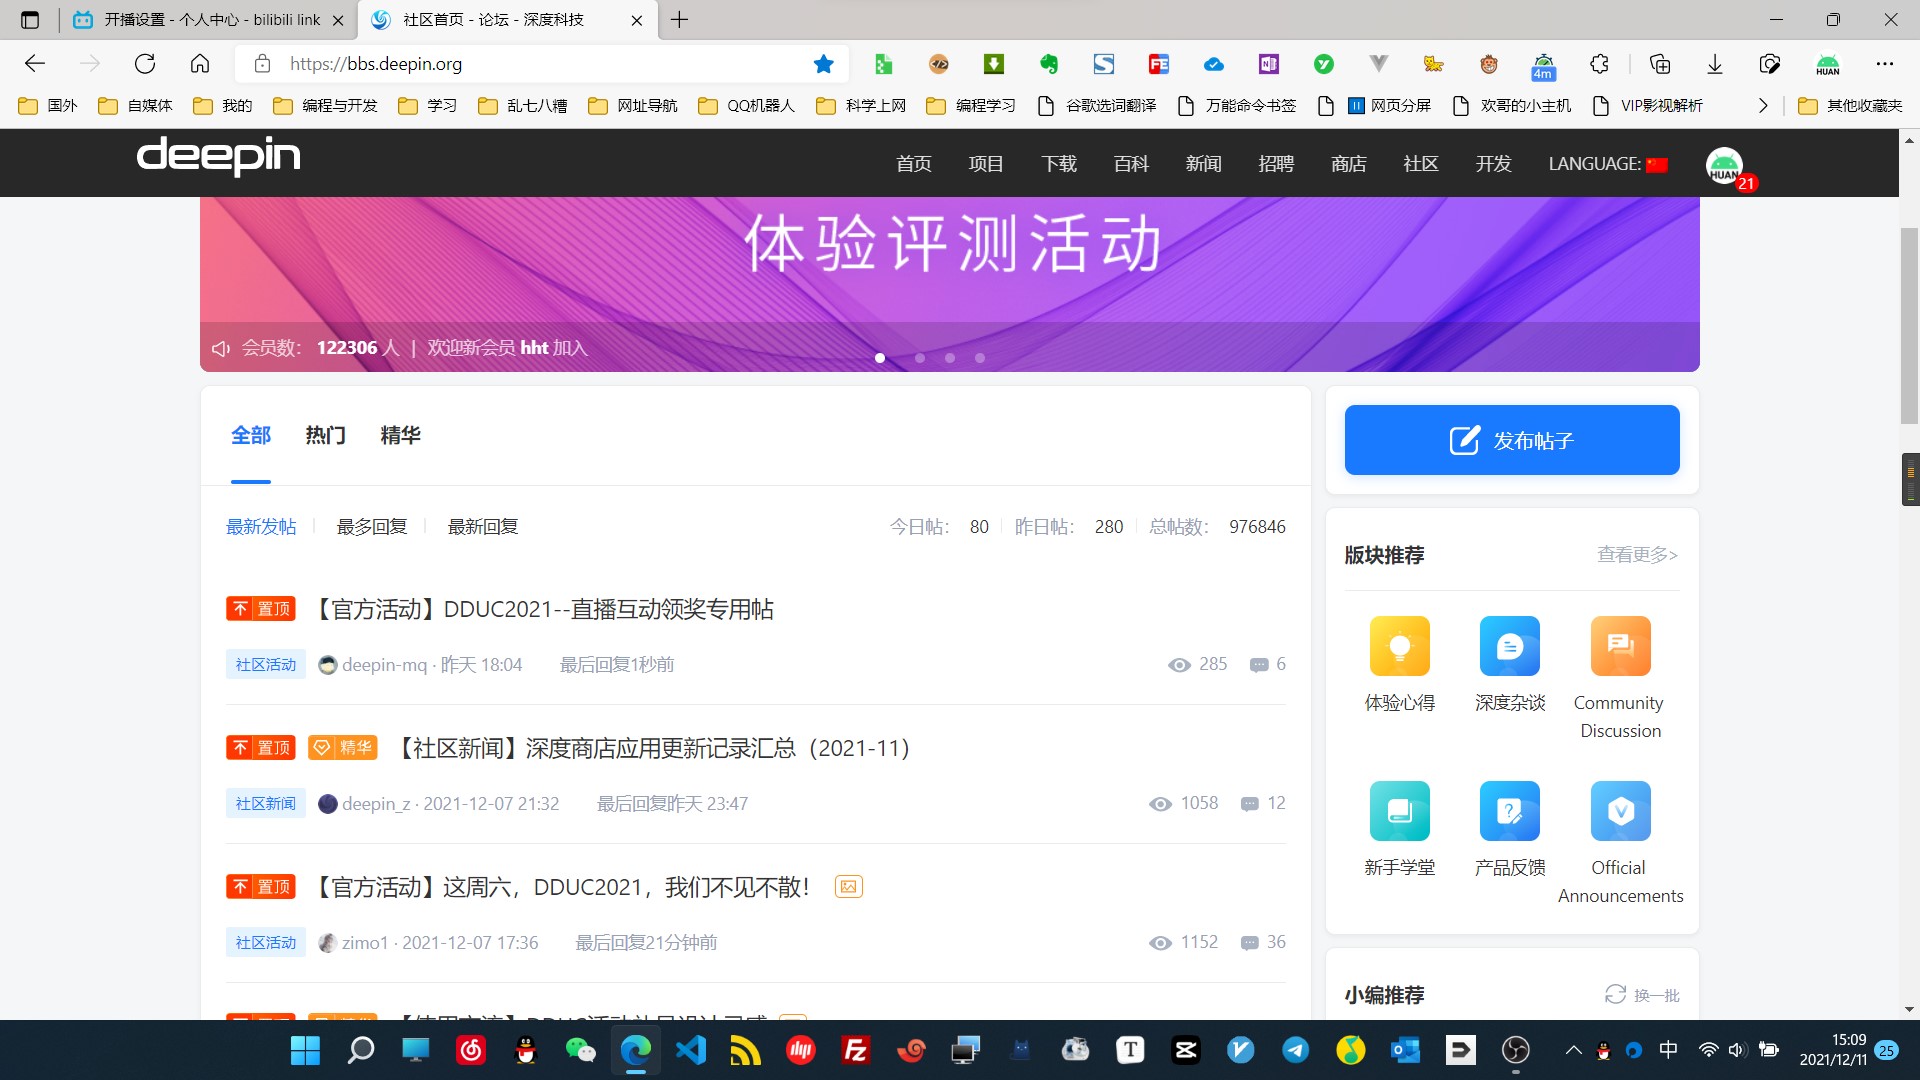 开播设置 - 个人中心 - bilibili link
社区首页 - 论坛 - 深度科技
https://bbs.deepin.org
4m
HUAN
国外 自媒体 我的 编程与开发 学习 乱七八糟 网址导航 QQ机器人 科学上网 编程学习 谷歌选词翻译 万能命令书签 网页分屏 欢哥的小主机 VIP影视解析 其他收藏夹
deepin
首页 项目 下载 百科 新闻 招聘 商店 社区 开发 LANGUAGE:
HUAN
21
体验评测活动
会员数： 122306 人 | 欢迎新会员 hht 加入
全部 热门 精华
发布帖子
最新发帖 最多回复 最新回复
今日帖： 80 昨日帖： 280 总帖数： 976846
版块推荐 查看更多>
置顶 【官方活动】DDUC2021--直播互动领奖专用帖
社区活动 deepin-mq · 昨天 18:04 最后回复1秒前 285 6
体验心得 深度杂谈 Community
Discussion
置顶 精华 【社区新闻】深度商店应用更新记录汇总（2021-11）
社区新闻 deepin_z · 2021-12-07 21:32 最后回复昨天 23:47 1058 12
新手学堂 产品反馈 Official
Announcements
置顶 【官方活动】这周六，DDUC2021，我们不见不散！
社区活动 zimo1 · 2021-12-07 17:36 最后回复21分钟前 1152 36
小编推荐 换一批
中
15:09
2021/12/11
25